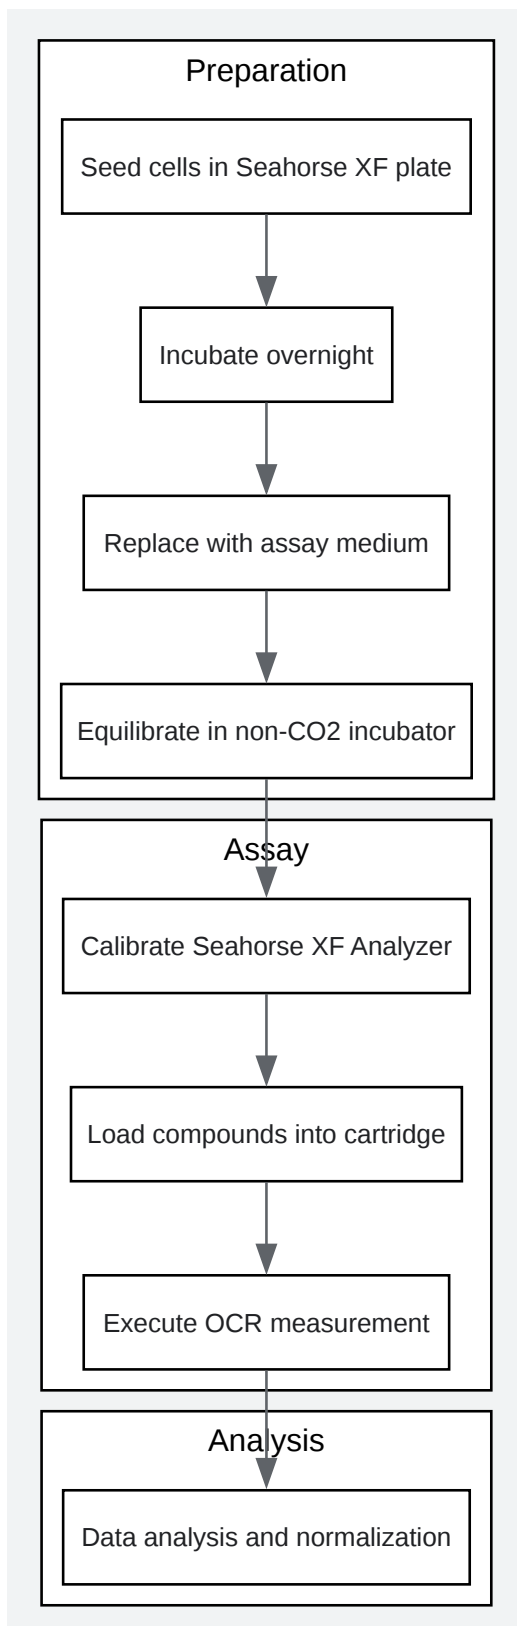 Preparation
Seed cells in Seahorse XF plate
Incubate overnight
Replace with assay medium
Equilibrate in non-CO2 incubator
Assay
Calibrate Seahorse XF Analyzer
Load compounds into cartridge
Execute OCR measurement
Analysis
Data analysis and normalization